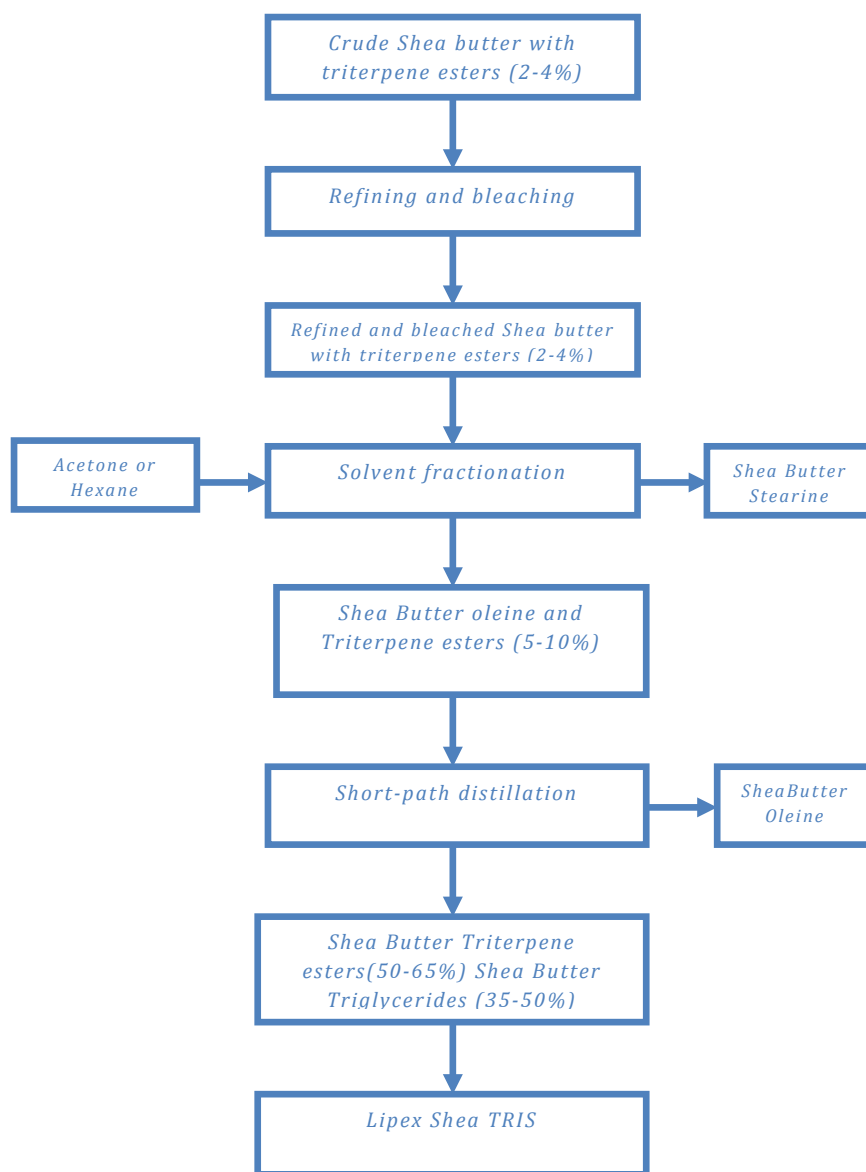 Crude Shea butter with
triterpene esters (2-4%)
Refining and bleaching
Refined and bleached Shea butter
with triterpene esters (2-4%)
Acetone or
Hexane
Solvent fractionation
Shea Butter
Stearine
Shea Butter oleine and
Triterpene esters (5-10%)
Short-path distillation
SheaButter
Oleine
Shea Butter Triterpene
esters(50-65%) Shea Butter
Triglycerides (35-50%)
Lipex Shea TRIS